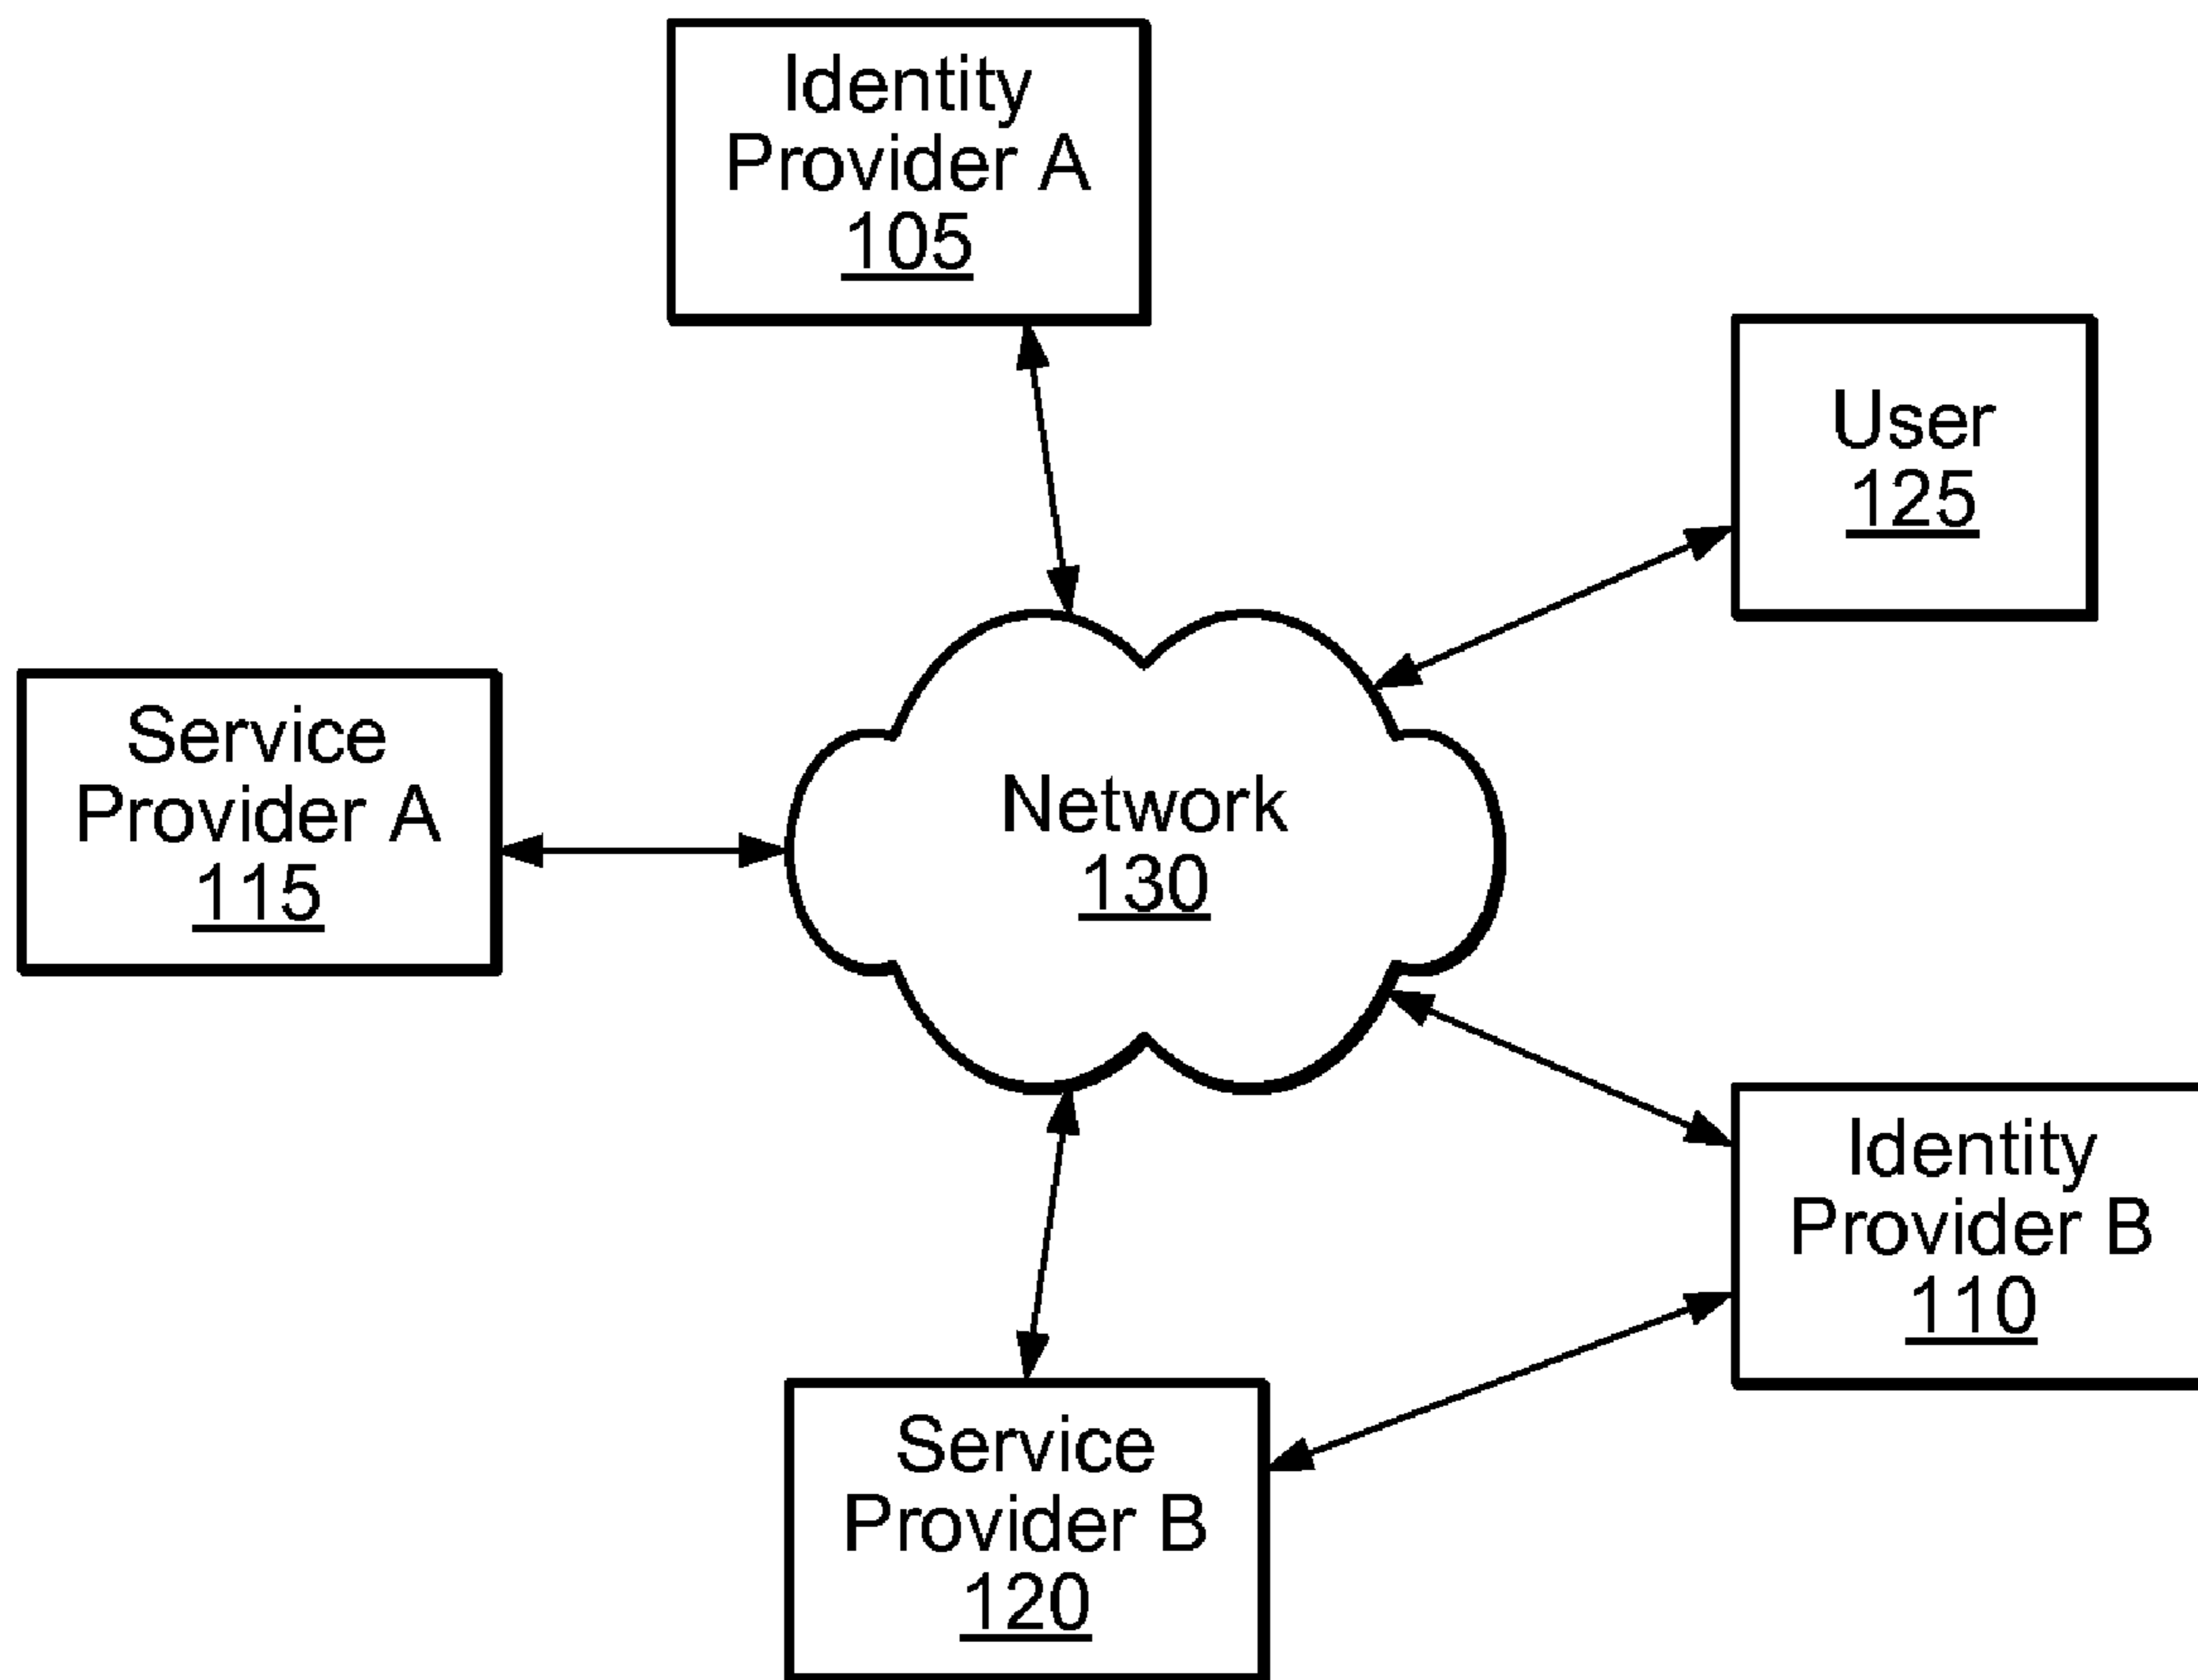 Identity
Provider A
105
User
125
Service
Provider A
115
Network
130
Identity
Provider B
110
Service
Provider B
120